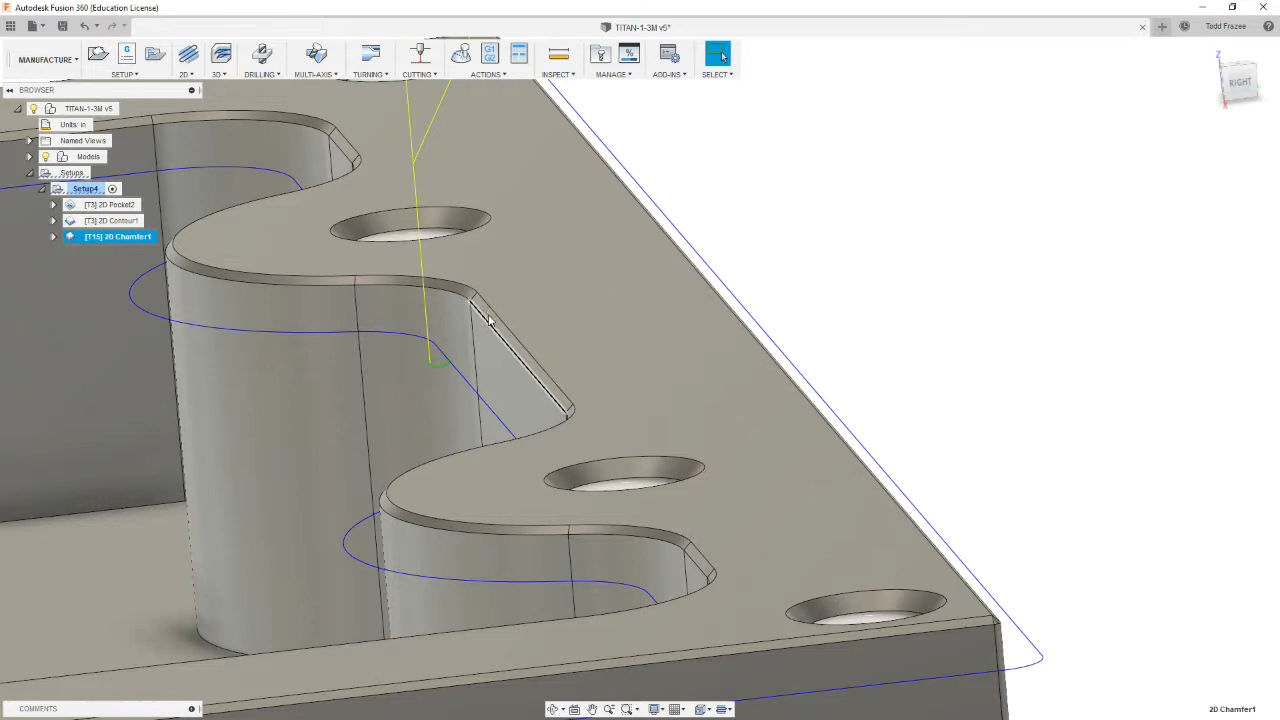 Autodesk Fusion 360 (Education License)
TITAN-1-3M v5*
Todd Frazee
MANUFACTURE
G1 G2
SETUP
2D
3D
DRILLING
MULTI-AXIS
TURNING
CUTTING
ACTIONS
INSPECT
MANAGE
ADD-INS
SELECT
BROWSER
TITAN-1-3M v5
Units: in
Named Views
Models
Setups
Setup4
[T3] 2D Pocket2
[T3] 2D Contour1
[T15] 2D Chamfer1
Z
RIGHT
X
COMMENTS
2D Chamfer1